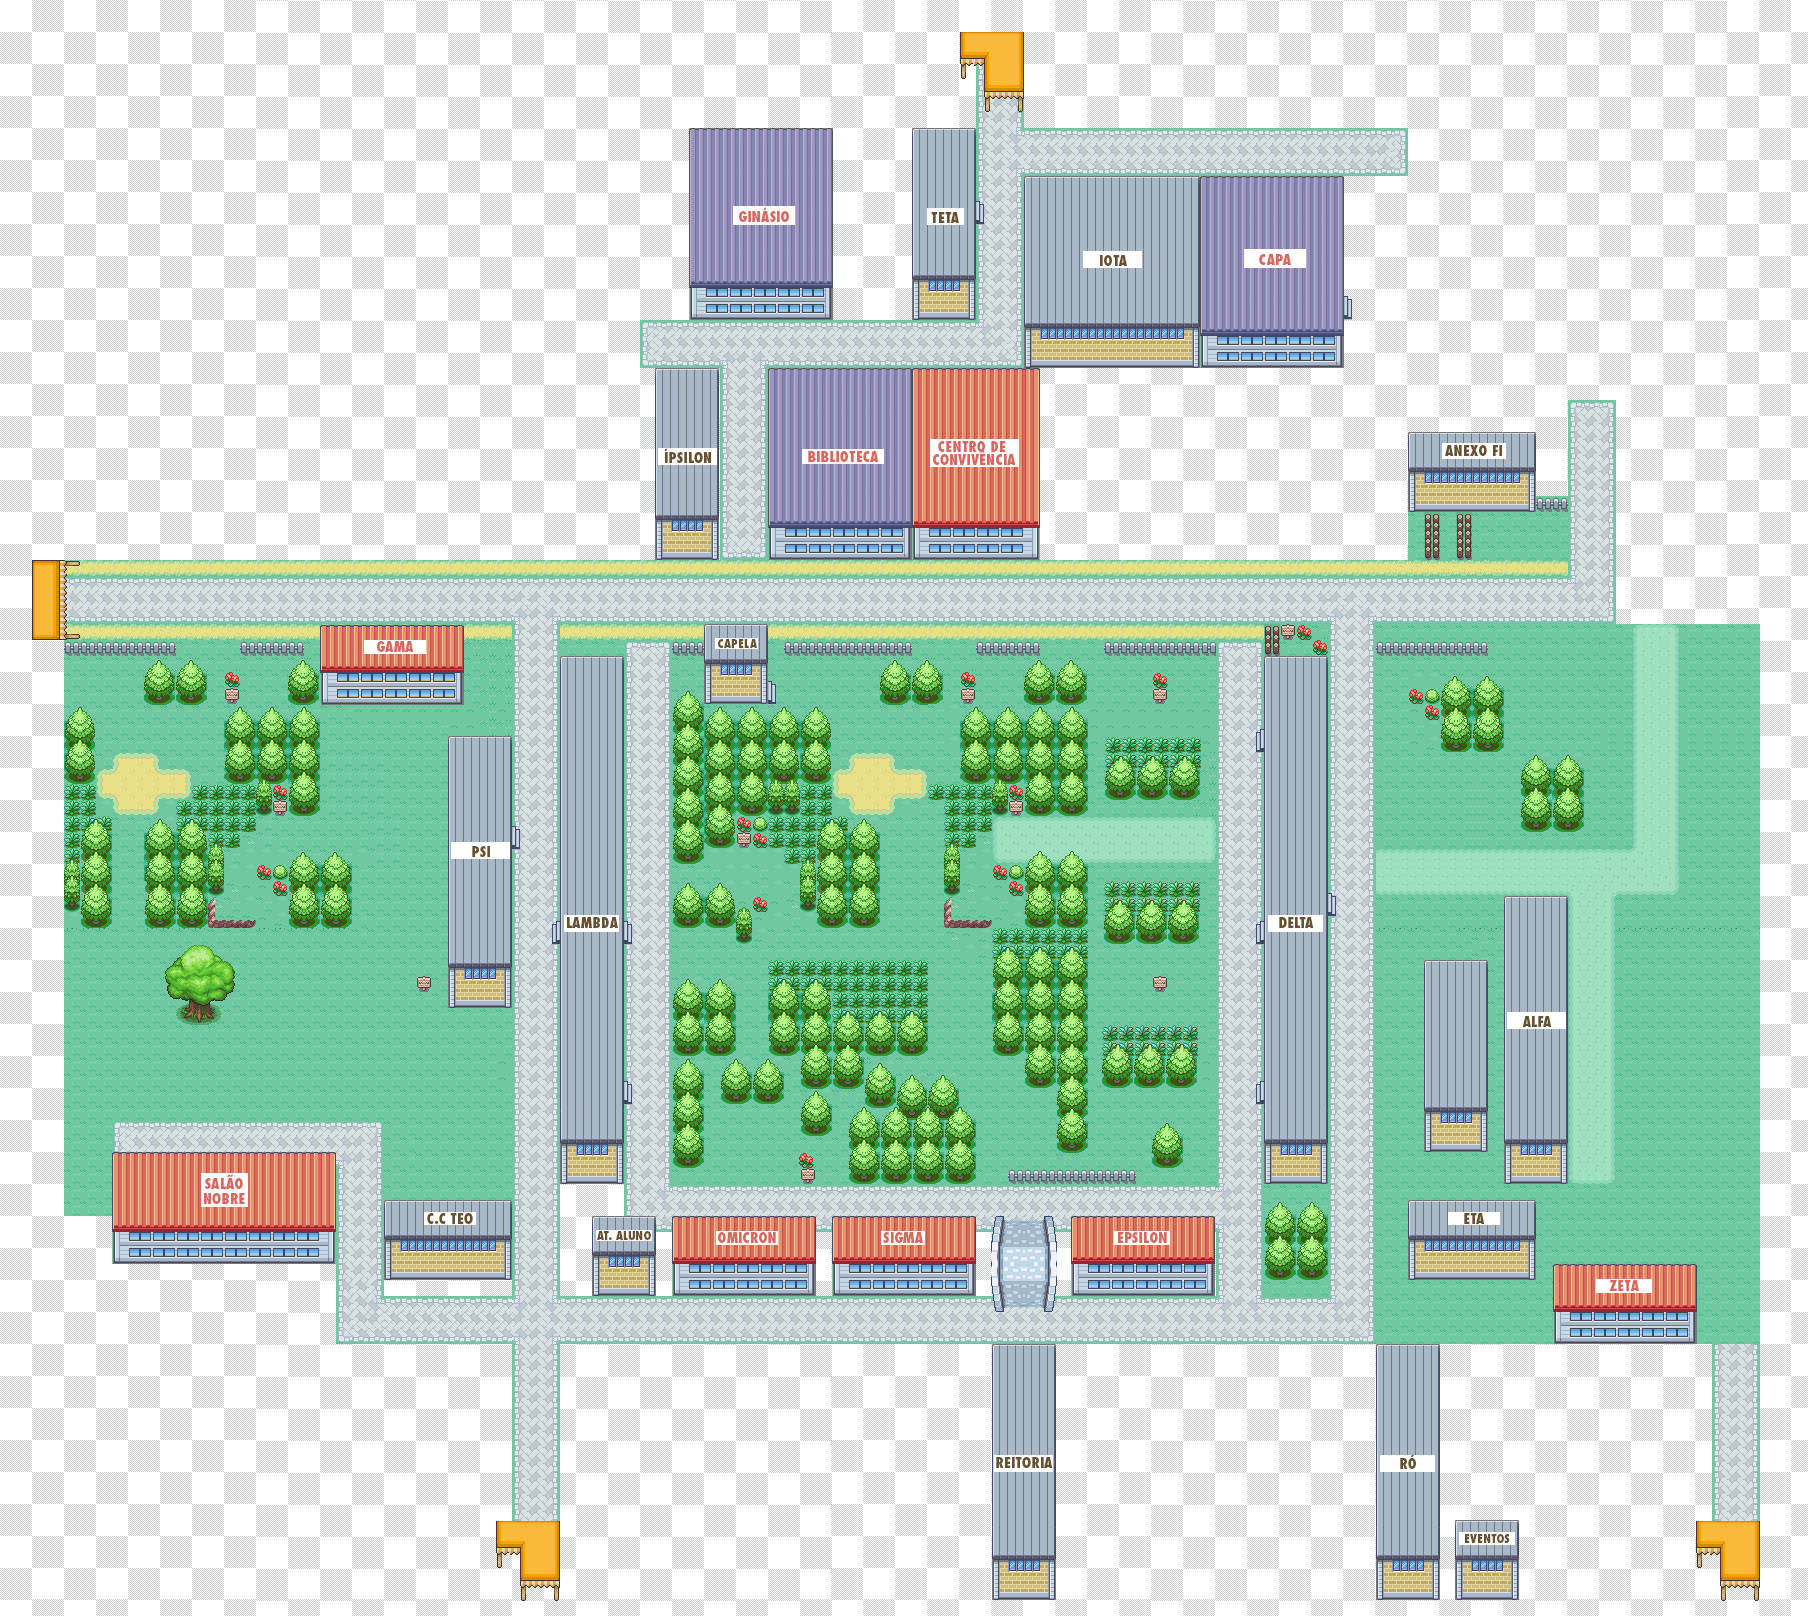 GINÁSIO
TETA
IOTA
CAPA
ÍPSILON
BIBLIOTECA
CENTRO DE
CONVIVÊNCIA
ANEXO FI
GAMA
CAPELA
PSI
LAMBDA
DELTA
ALFA
SALÃO
NOBRE
C.C TEO
AT. ALUNO
OMICRON
SIGMA
EPSILON
ETA
ZETA
REITORIA
RÓ
EVENTOS